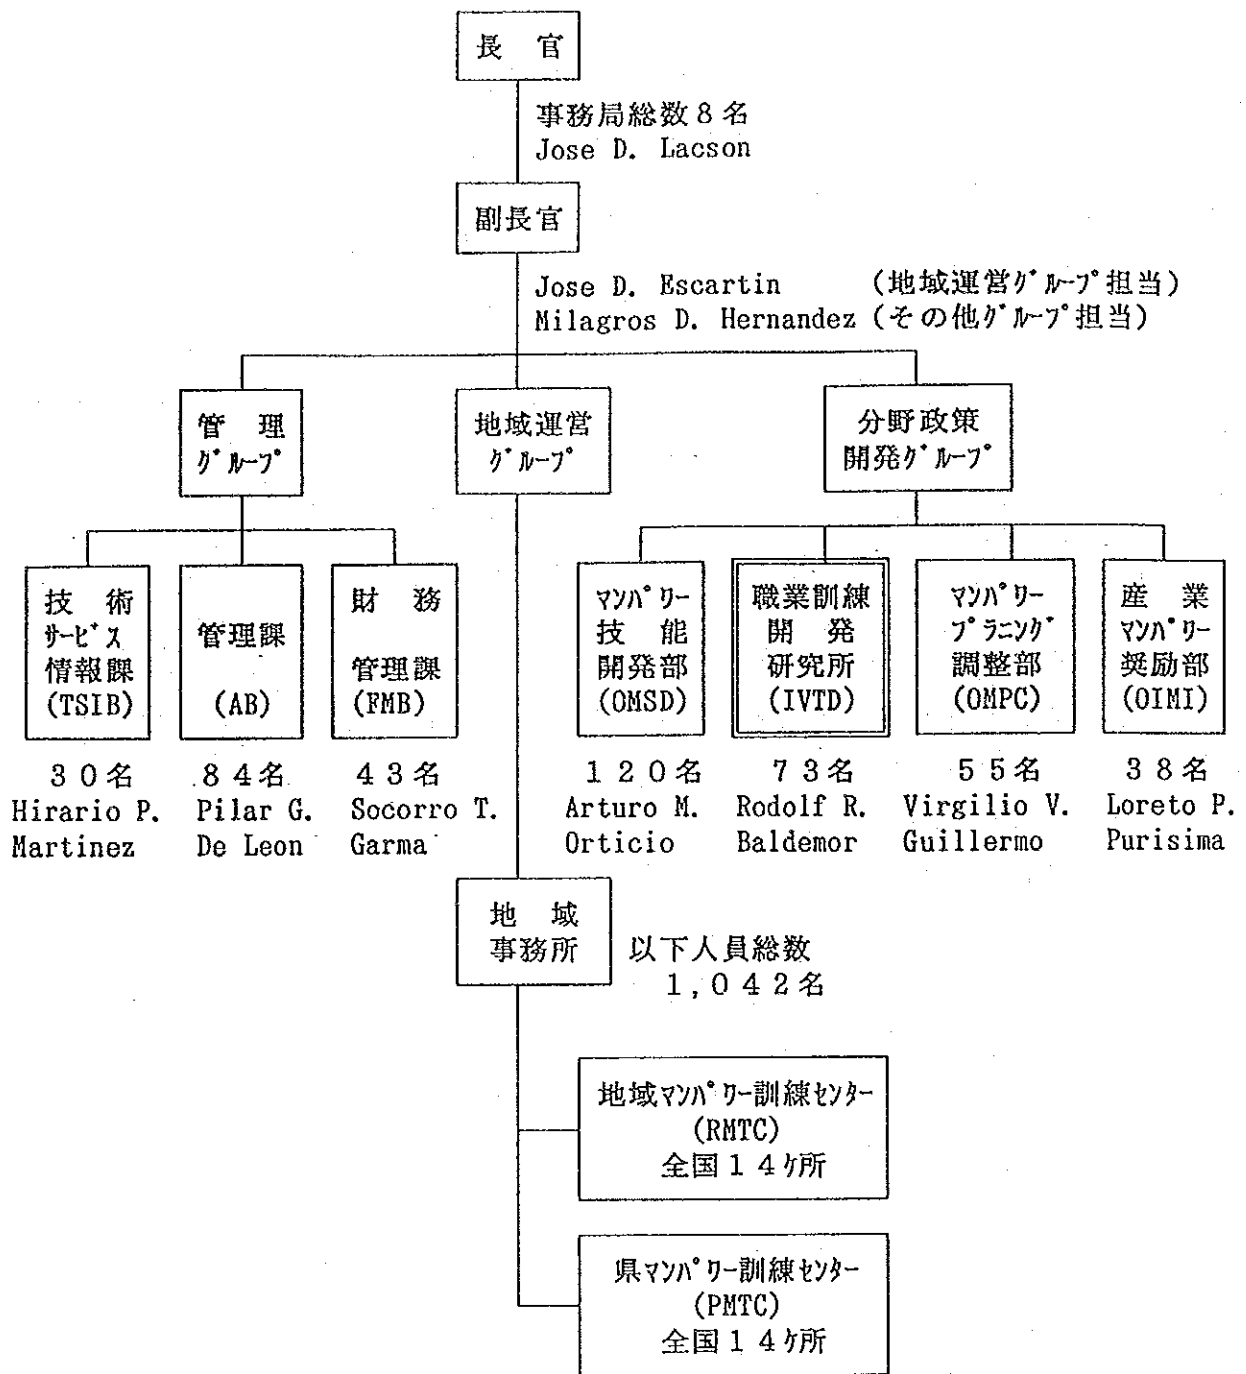 長　官
事務局総数８名
Jose D. Lacson
副長官
Jose D. Escartin　（地域運営ｸﾞﾙｰﾌﾟ担当）
Milagros D. Hernandez（その他ｸﾞﾙｰﾌﾟ担当）
管　理
ｸﾞﾙｰﾌﾟ
地域運営
ｸﾞﾙｰﾌﾟ
分野政策
開発ｸﾞﾙｰﾌﾟ
技　術
ｻｰﾋﾞｽ
情報課
(TSIB)
管理課
(AB)
財　務
管理課
(FMB)
ﾏﾝﾊﾟﾜｰ
技　能
開発部
(OMSD)
職業訓練
開　発
研究所
(IVTD)
ﾏﾝﾊﾟﾜｰ
ﾌﾟﾗﾆﾝｸﾞ
調整部
(OMPC)
産　業
ﾏﾝﾊﾟﾜｰ
奨励部
(OIMI)
３０名
Hirario P.
Martinez
８４名
Pilar G.
De Leon
４３名
Socorro T.
Garma
１２０名
Arturo M.
Orticio
７３名
Rodolf R.
Baldemor
５５名
Virgilio V.
Guillermo
３８名
Loreto P.
Purisima
地　域
事務所
以下人員総数
１,０４２名
地域ﾏﾝﾊﾟﾜｰ訓練ｾﾝﾀｰ
(RMTC)
全国１４ｹ所
県ﾏﾝﾊﾟﾜｰ訓練ｾﾝﾀｰ
(PMTC)
全国１４ｹ所